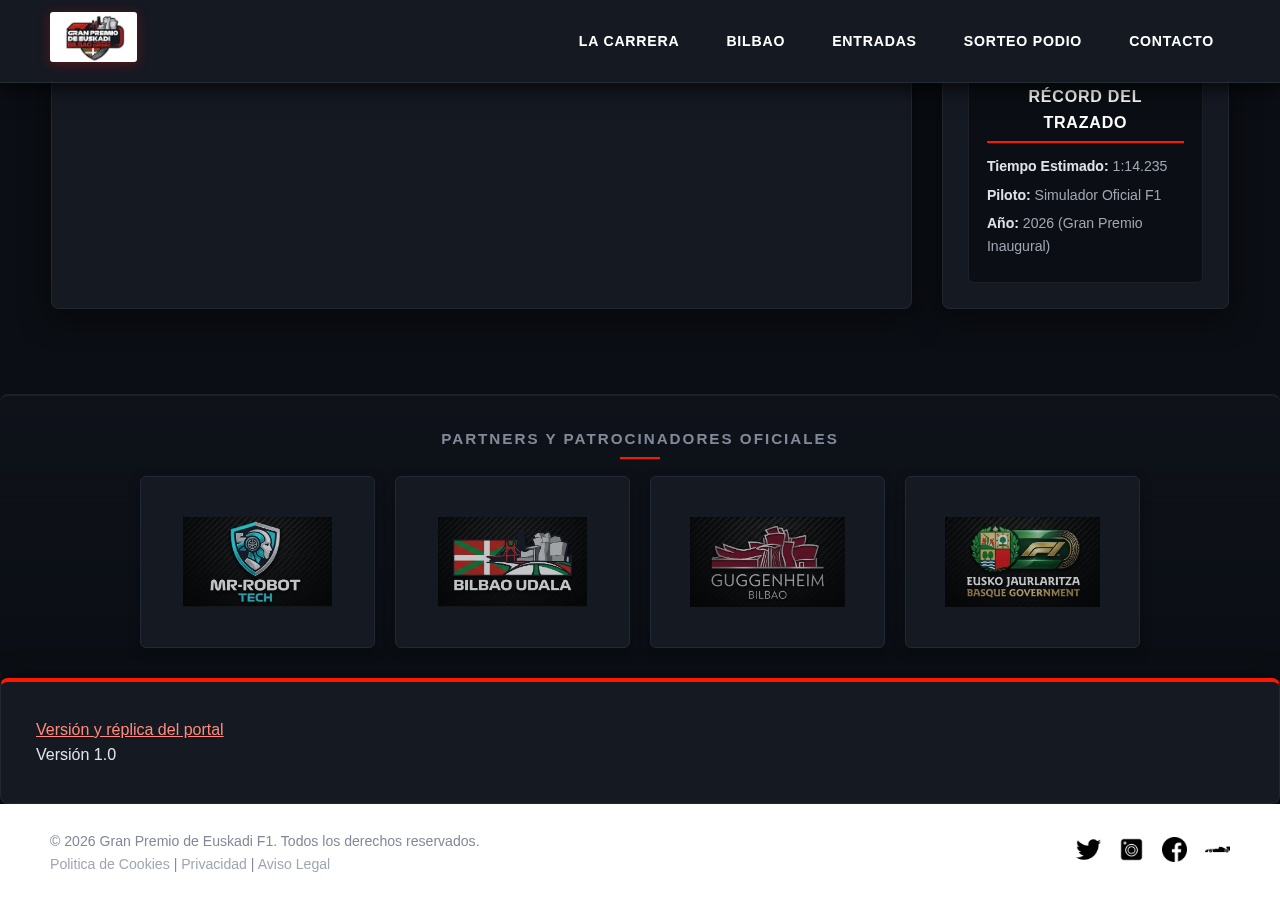 GRAN PREMIO
DE EUSKADI
LA CARRERA
BILBAO
ENTRADAS
SORTEO PODIO
CONTACTO
RÉCORD DEL
TRAZADO
Tiempo Estimado: 1:14.235
Piloto: Simulador Oficial F1
Año: 2026 (Gran Premio
Inaugural)
PARTNERS Y PATROCINADORES OFICIALES
MR-ROBOT
TECH
BILBAO UDALA
GUGGENHEIM
BILBAO
EUSKO JAURLARITZA
BASQUE GOVERNMENT
Versión y réplica del portal
Versión 1.0
© 2026 Gran Premio de Euskadi F1. Todos los derechos reservados.
Politica de Cookies | Privacidad | Aviso Legal